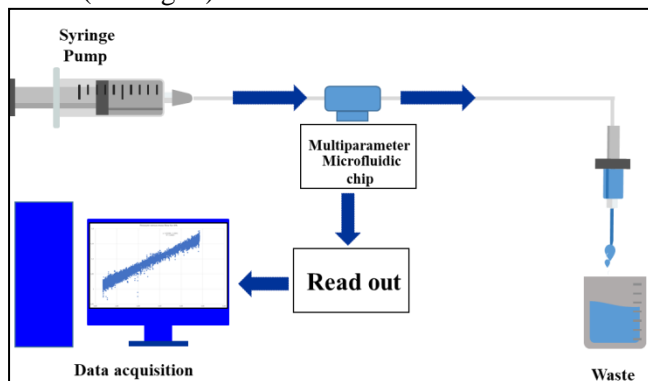 Syringe
Pump
Multiparameter
Microfluidic
chip
Read out
Data acquisition
Waste